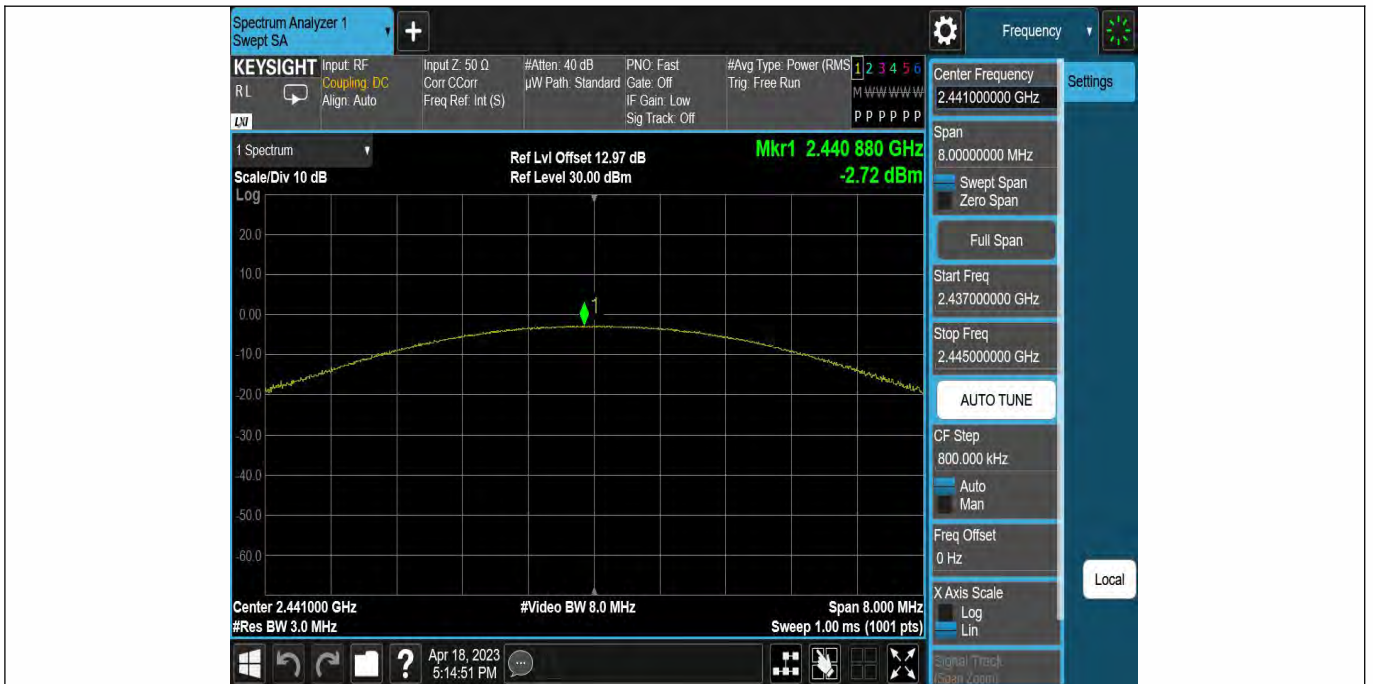 Spectrum Analyzer 1
Swept SA
Frequency
KEYSIGHT
RL
LXI
Input: RF
Coupling: DC
Align: Auto
Input Z: 50 Ω
Corr CCorr
Freq Ref: Int (S)
#Atten: 40 dB
µW Path: Standard
PNO: Fast
Gate: Off
IF Gain: Low
Sig Track: Off
#Avg Type: Power (RMS
Trig: Free Run
1 2 3 4 5 6
M W W W W W
P P P P P P
Center Frequency
2.441000000 GHz
Settings
Span
8.00000000 MHz
Swept Span
Zero Span
Full Span
Start Freq
2.437000000 GHz
Stop Freq
2.445000000 GHz
AUTO TUNE
CF Step
800.000 kHz
Auto
Man
Freq Offset
0 Hz
X Axis Scale
Log
Lin
Signal Track
(Span Zoom)
Local
1 Spectrum
Scale/Div 10 dB
Log
Ref Lvl Offset 12.97 dB
Ref Level 30.00 dBm
Mkr1 2.440 880 GHz
-2.72 dBm
20.0
10.0
0.00
-10.0
-20.0
-30.0
-40.0
-50.0
-60.0
1
Center 2.441000 GHz
#Res BW 3.0 MHz
#Video BW 8.0 MHz
Span 8.000 MHz
Sweep 1.00 ms (1001 pts)
?
Apr 18, 2023
5:14:51 PM